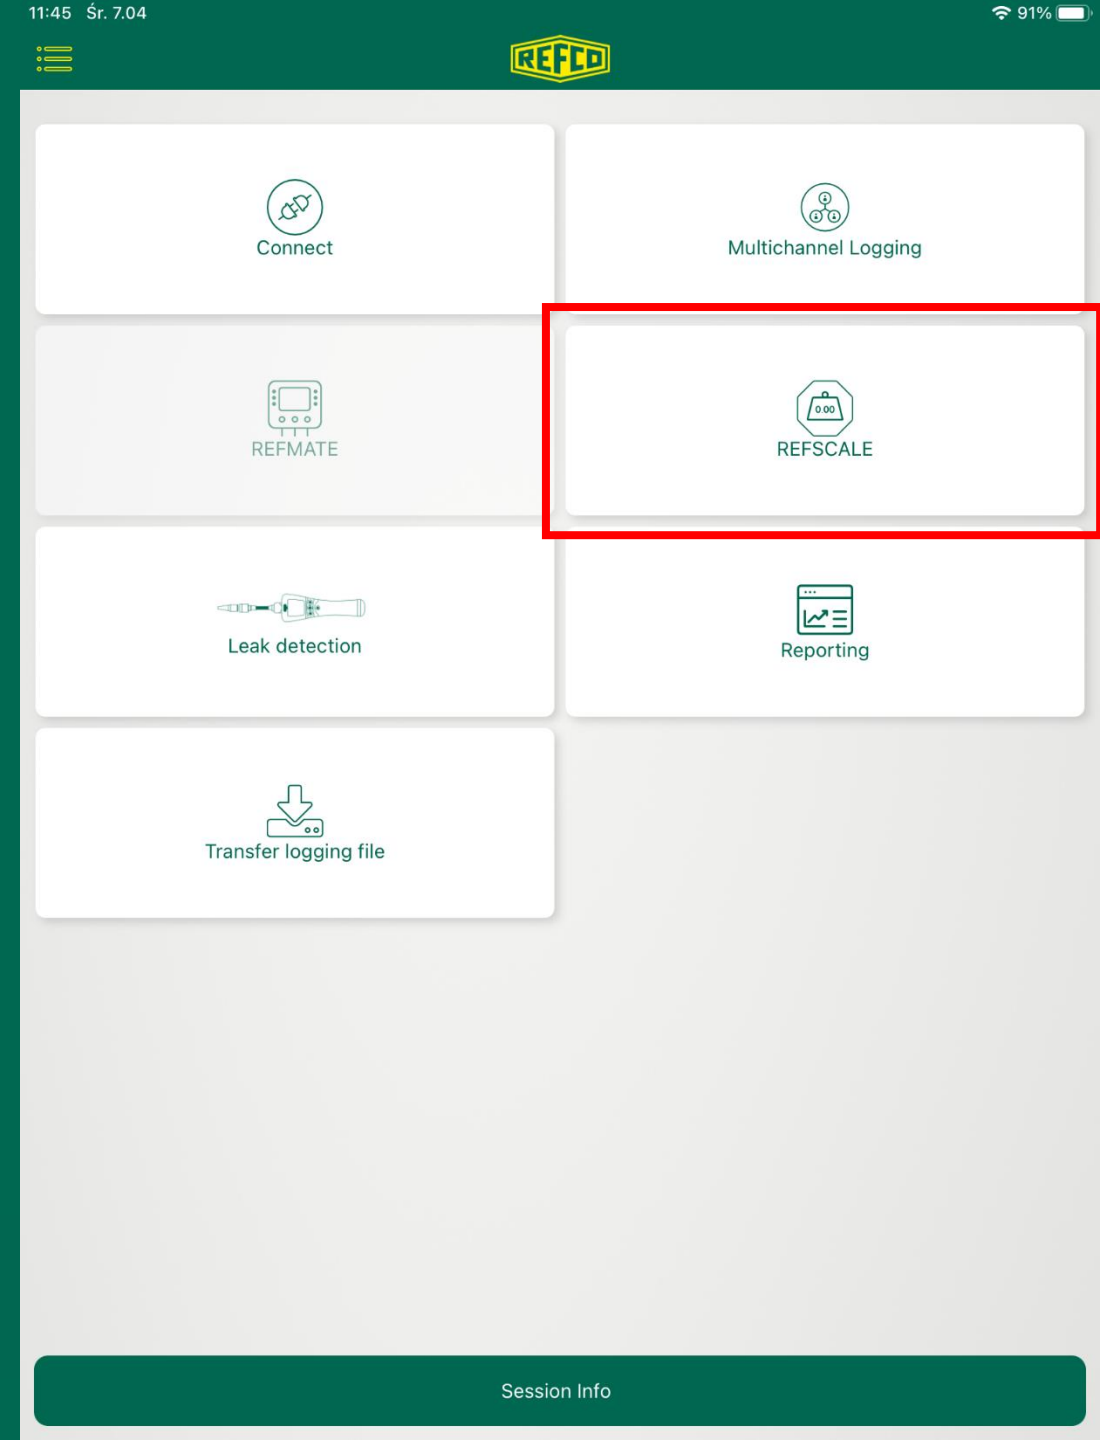 11:45 Śr. 7.04
91%
REFCO
Connect
Multichannel Logging
REFMATE
0.00
REFSCALE
Leak detection
Reporting
Transfer logging file
Session Info